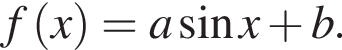 f (x) = a sin x + b.